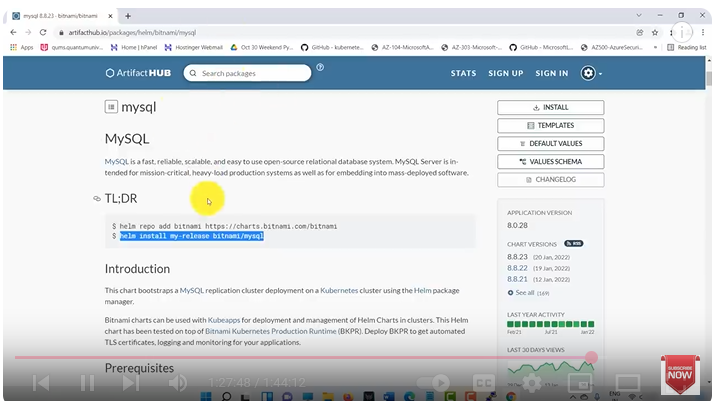 mysql 8.8.23 · bitnami/bitnami
artifacthub.io/packages/helm/bitnami/mysql
Apps
qums.quantumuniv...
Home | hPanel
Hostinger Webmail
Oct 30 Weekend Py...
GitHub - kubernete...
AZ-104-Microsoft...
AZ-303-Microsoft-...
GitHub - Microsoft...
AZ500-AzureSecurit...
Reading list
Artifact HUB
Search packages
STATS
SIGN UP
SIGN IN
mysql
MySQL
MySQL is a fast, reliable, scalable, and easy to use open-source relational database system. MySQL Server is in-
tended for mission-critical, heavy-load production systems as well as for embedding into mass-deployed software.
TL;DR
$ helm repo add bitnami https://charts.bitnami.com/bitnami
$ helm install my-release bitnami/mysql
Introduction
This chart bootstraps a MySQL replication cluster deployment on a Kubernetes cluster using the Helm package
manager.
Bitnami charts can be used with Kubeapps for deployment and management of Helm Charts in clusters. This Helm
chart has been tested on top of Bitnami Kubernetes Production Runtime (BKPR). Deploy BKPR to get automated
TLS certificates, logging and monitoring for your applications.
Prerequisites
INSTALL
TEMPLATES
DEFAULT VALUES
VALUES SCHEMA
CHANGELOG
APPLICATION VERSION
8.0.28
CHART VERSIONS
RSS
8.8.23 (20 Jan, 2022)
8.8.22 (19 Jan, 2022)
8.8.21 (12 Jan, 2022)
See all (169)
LAST YEAR ACTIVITY
Feb 21
Jul 21
Jan 22
LAST 30 DAYS VIEWS
1:27:48 / 1:44:12
CC
SUBSCRIBE
NOW